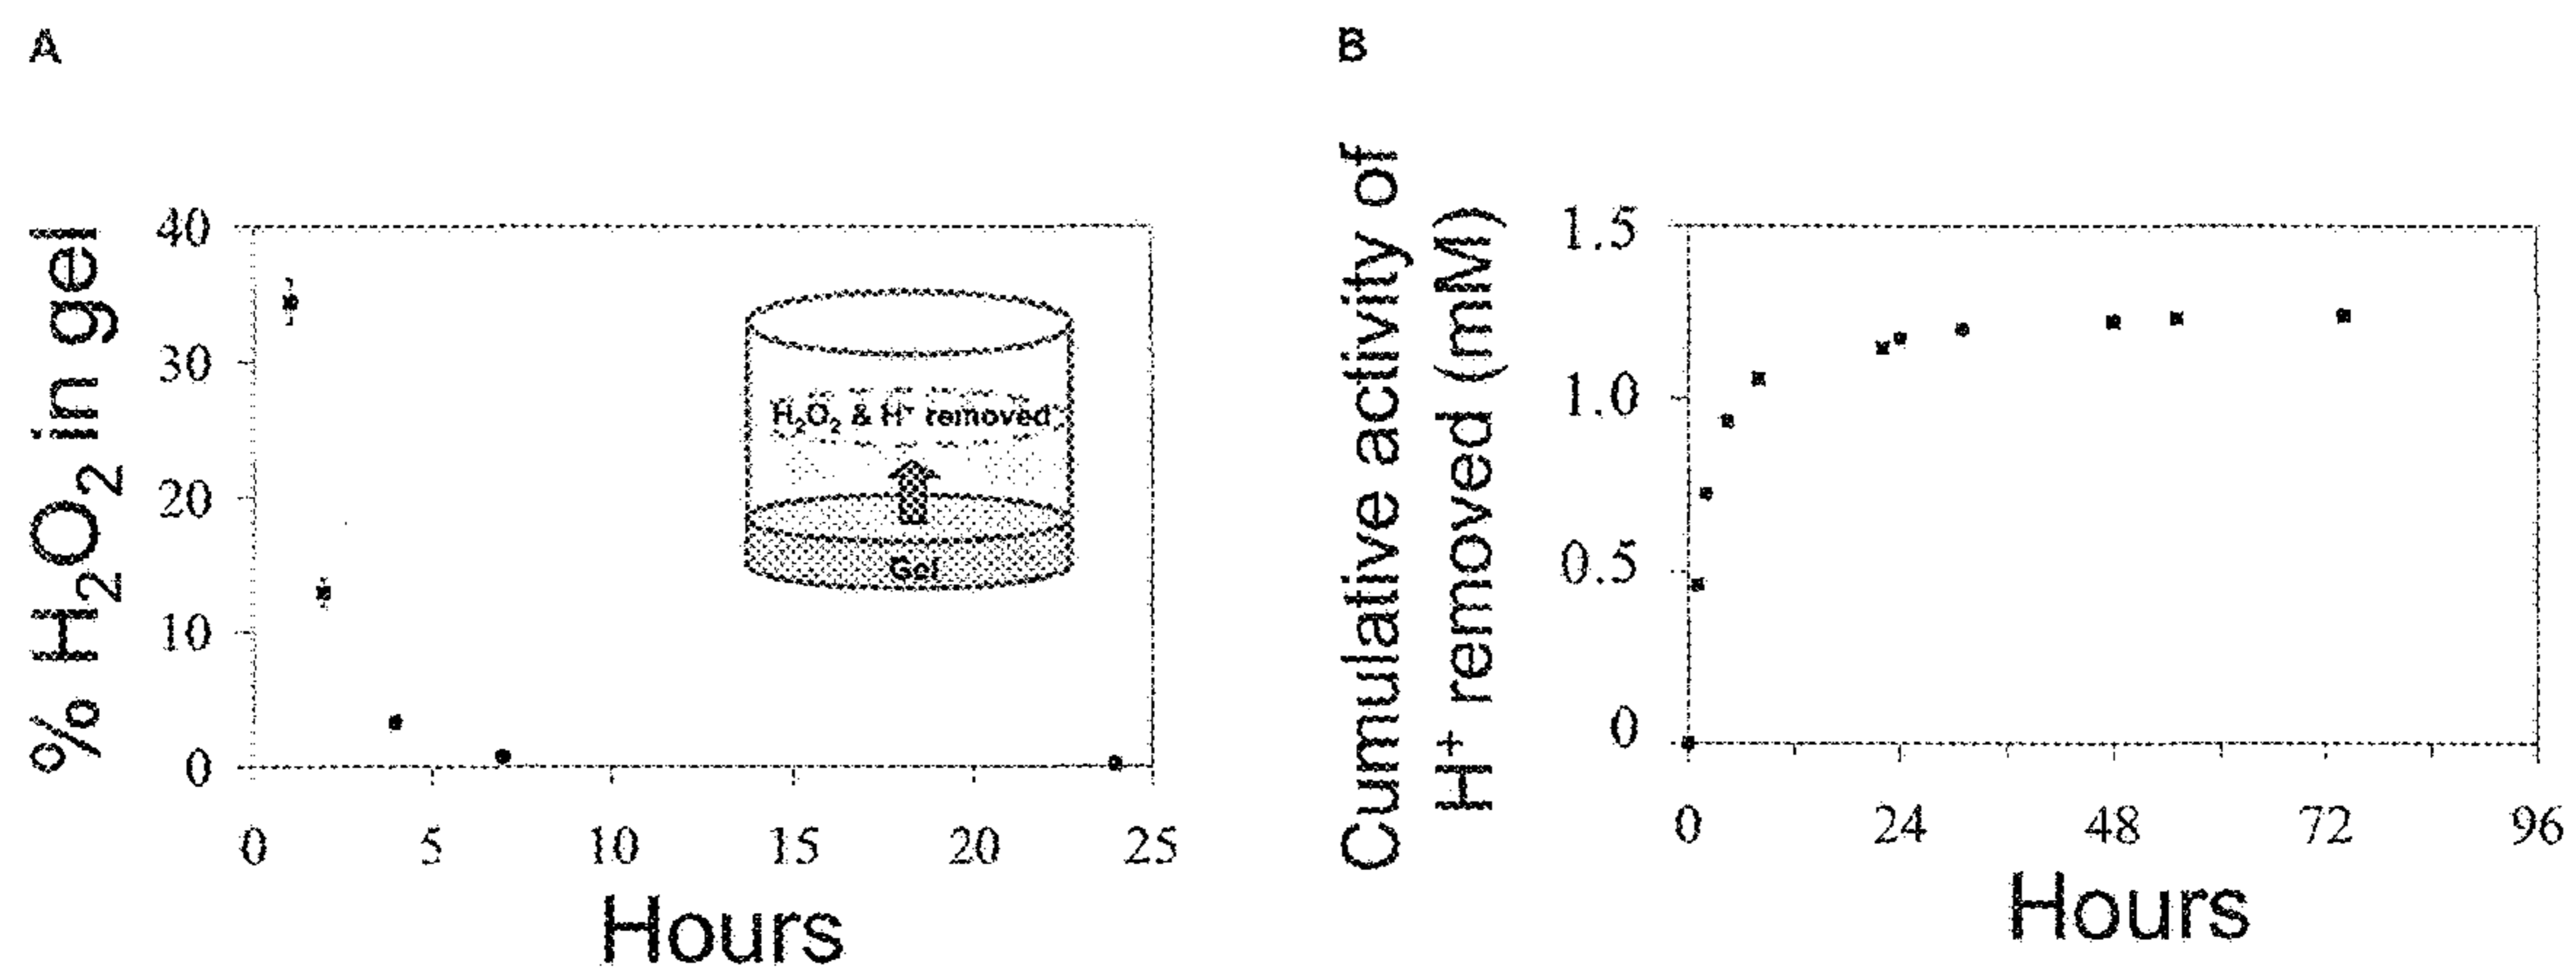 A
% H₂O₂ in gel
40
30
20
10
0
H₂O₂ & H⁺ removed
Gel
0 5 10 15 20 25
Hours
B
Cumulative activity of
H⁺ removed (mM)
1.5
1.0
0.5
0
0 24 48 72 96
Hours